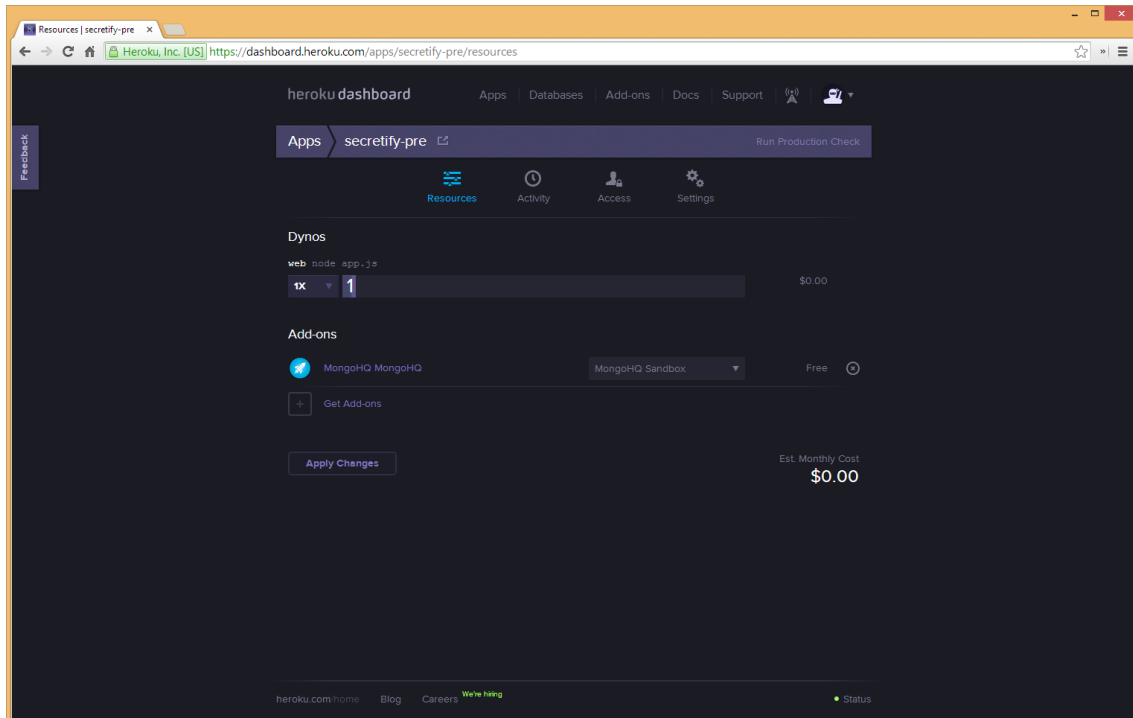 Resources | secretify-pre
Heroku, Inc. [US] https://dashboard.heroku.com/apps/secretify-pre/resources
heroku dashboard Apps Databases Add-ons Docs Support
Feedback
Apps secretify-pre Run Production Check
Resources Activity Access Settings
Dynos
web node app.js
1X 1 $0.00
Add-ons
MongoHQ MongoHQ MongoHQ Sandbox Free
Get Add-ons
Apply Changes Est. Monthly Cost
$0.00
heroku.com/home Blog Careers We're hiring Status